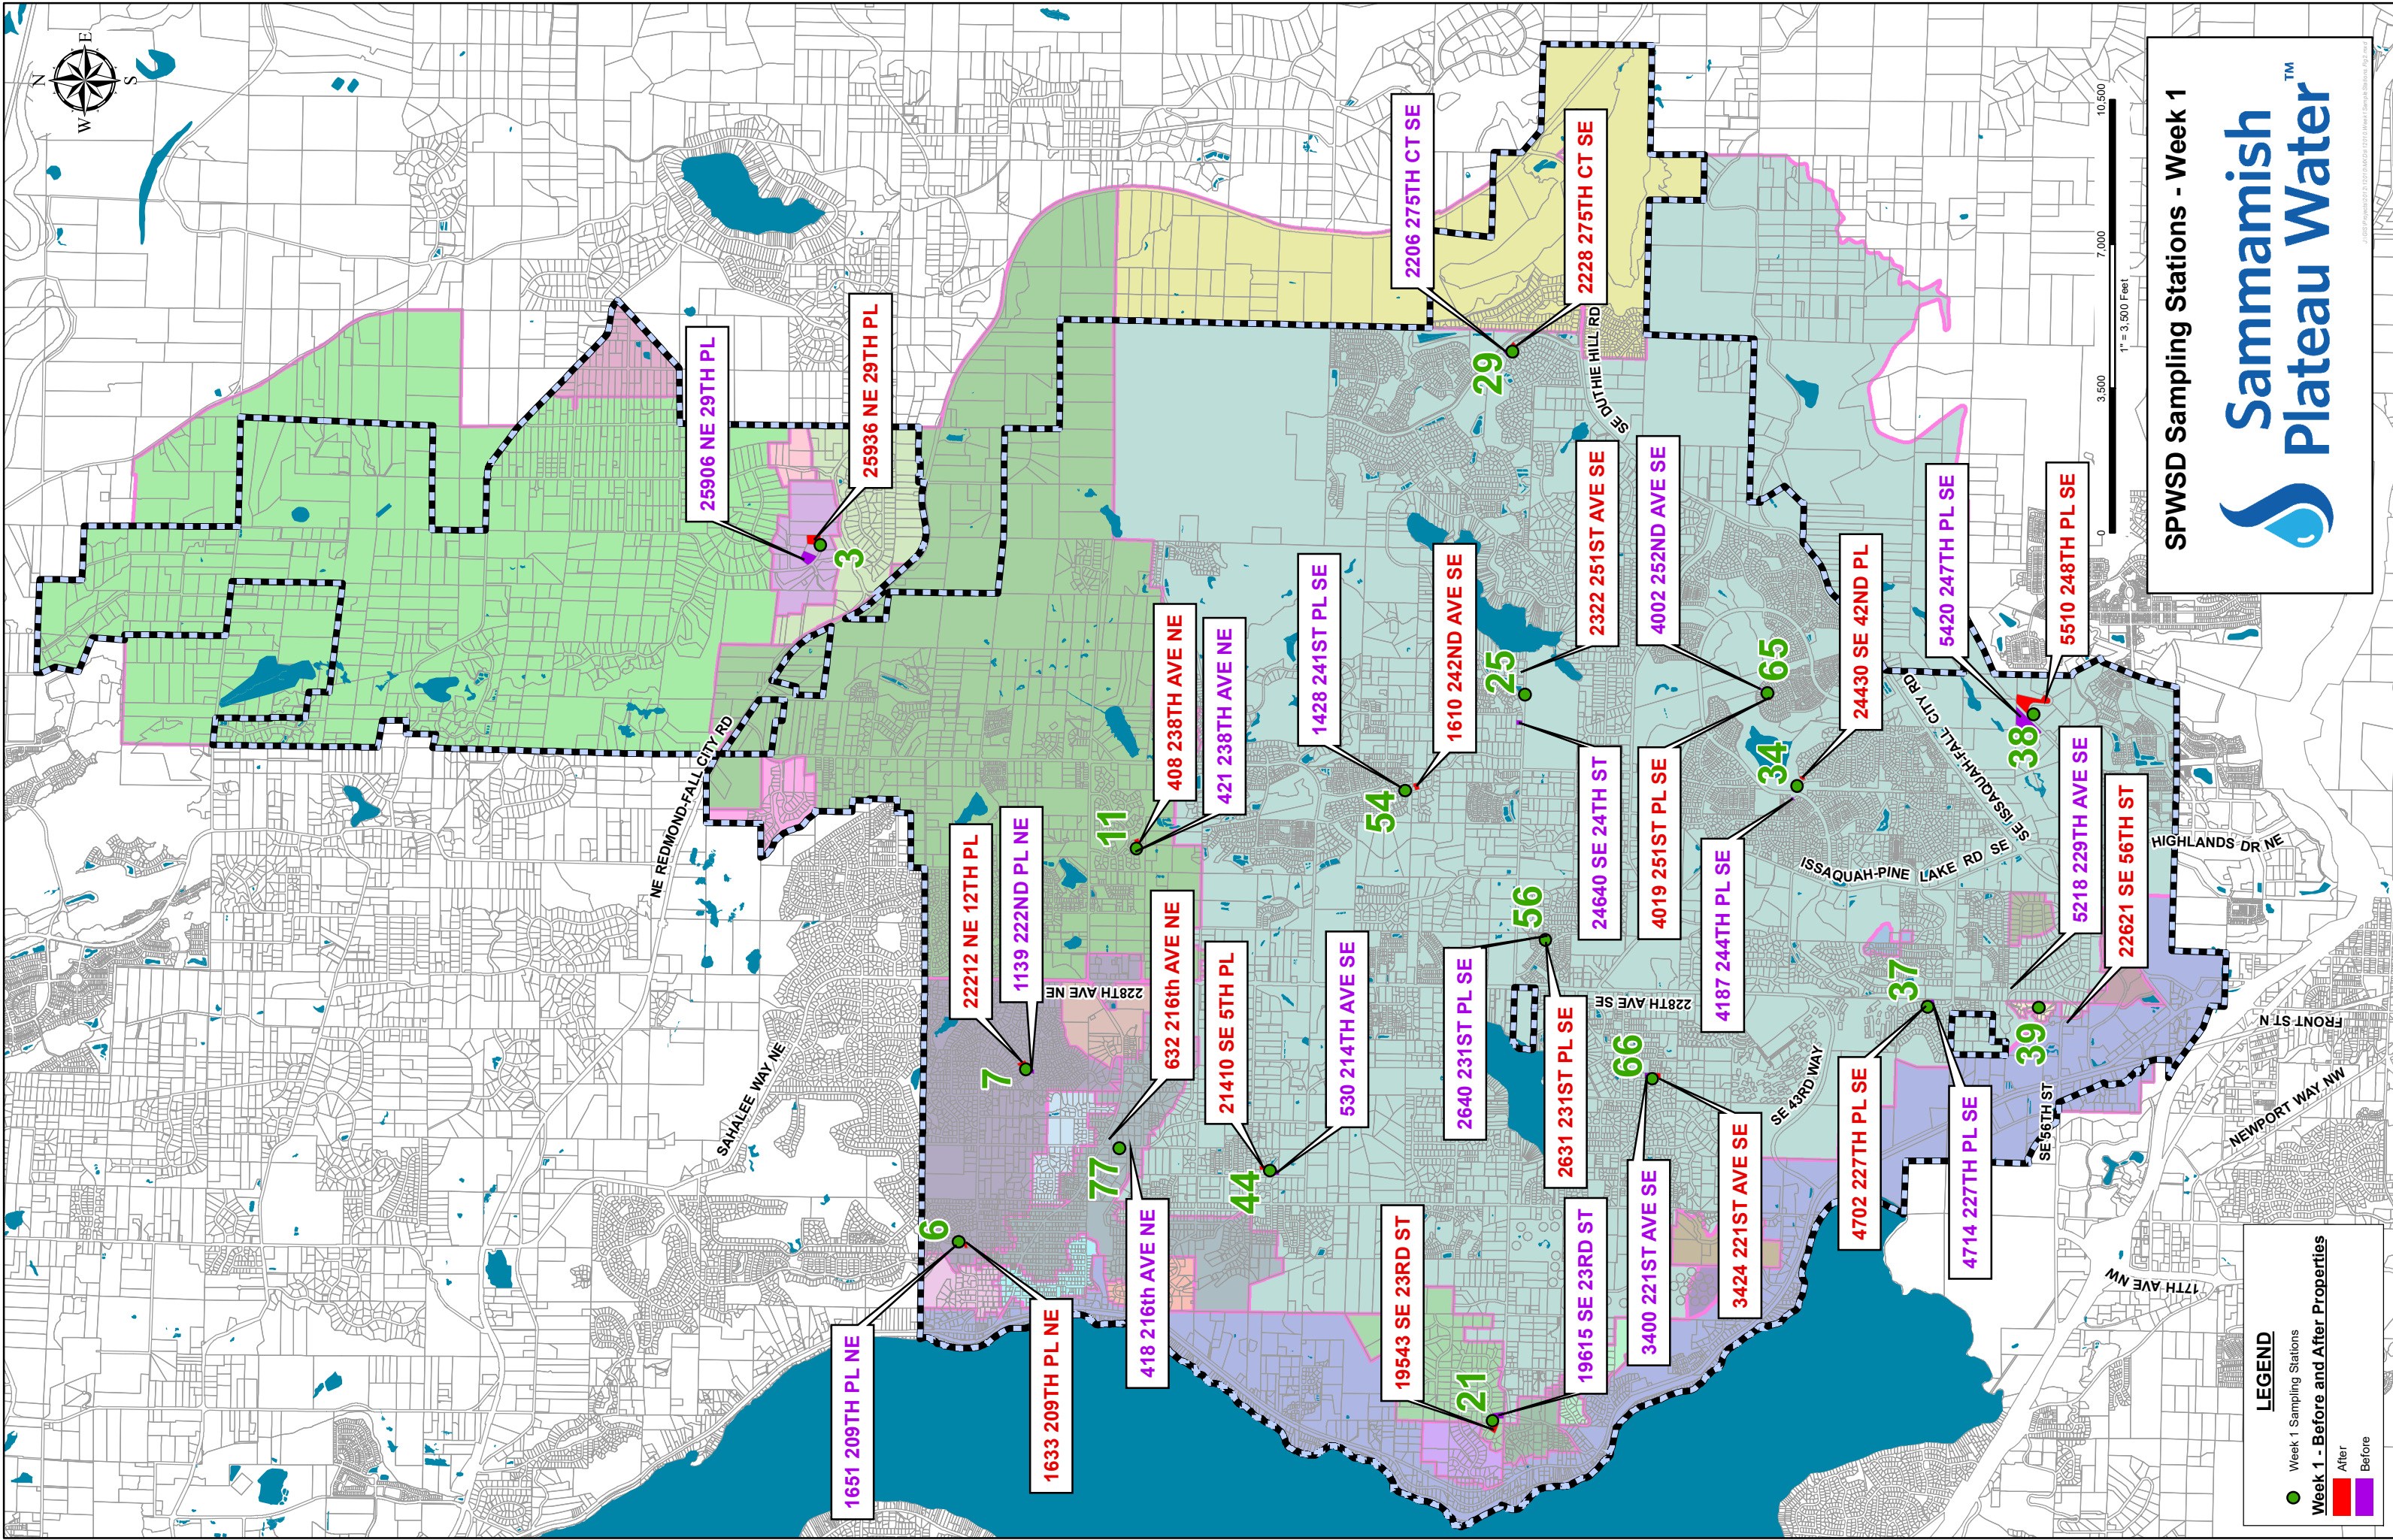 N
E
W
S
25906 NE 29TH PL
25936 NE 29TH PL
3
NE REDMOND-FALL CITY RD
SAHALEE WAY NE
2206 275TH CT SE
2228 275TH CT SE
29
SE DUTHIE HILL RD
408 238TH AVE NE
421 238TH AVE NE
11
22212 NE 12TH PL
1139 222ND PL NE
7
228TH AVE NE
632 216th AVE NE
77
418 216th AVE NE
6
1651 209TH PL NE
1633 209TH PL NE
21410 SE 5TH PL
530 214TH AVE SE
44
1428 241ST PL SE
1610 242ND AVE SE
54
2322 251ST AVE SE
25
24640 SE 24TH ST
4002 252ND AVE SE
4019 251ST PL SE
65
24430 SE 42ND PL
34
4187 244TH PL SE
2640 231ST PL SE
56
2631 231ST PL SE
228TH AVE SE
66
3400 221ST AVE SE
3424 221ST AVE SE
19543 SE 23RD ST
21
19615 SE 23RD ST
SE 43RD WAY
37
4702 227TH PL SE
4714 227TH PL SE
5420 247TH PL SE
5510 248TH PL SE
38
SE ISSAQUAH-FALL CITY RD
ISSAQUAH-PINE LAKE RD SE
HIGHLANDS DR NE
5218 229TH AVE SE
22621 SE 56TH ST
39
SE 56TH ST
FRONT ST N
NEWPORT WAY NW
17TH AVE NW
0
3,500
7,000
10,500
1" = 3,500 Feet
SPWSD Sampling Stations - Week 1
Sammamish
Plateau Water™
LEGEND
Week 1 Sampling Stations
Week 1 - Before and After Properties
After
Before